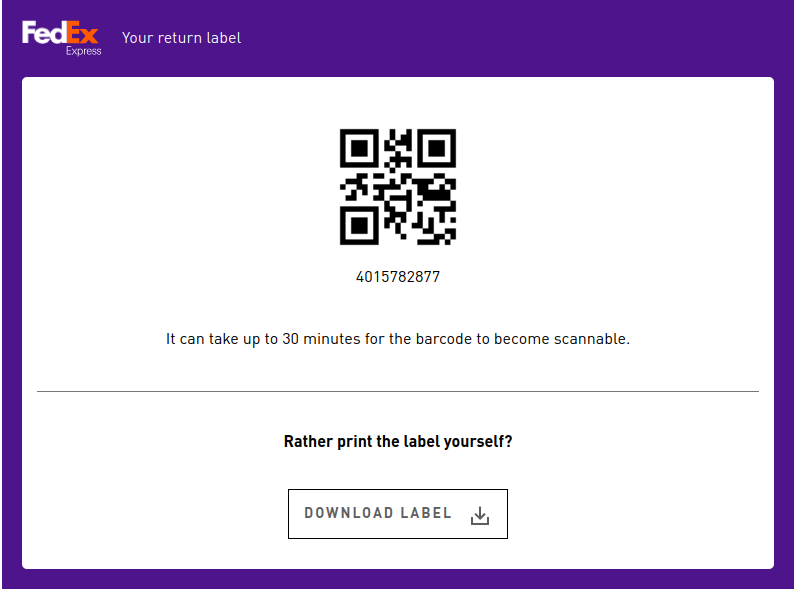 FedEx
Express
Your return label
4015782877
It can take up to 30 minutes for the barcode to become scannable.
Rather print the label yourself?
DOWNLOAD LABEL